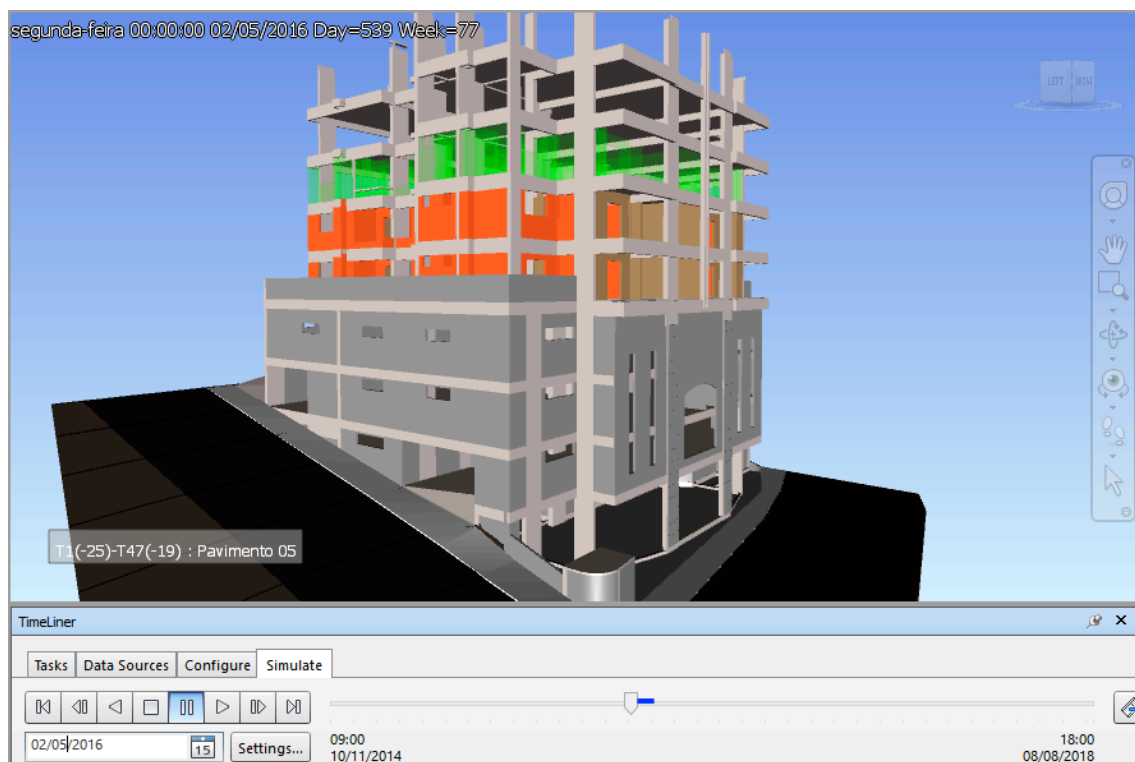 segunda-feira 00:00:00 02/05/2016 Day=539 Week=77
LEFT
T1(-25)-T47(-19) : Pavimento 05
TimeLiner
Tasks Data Sources Configure Simulate
02/05/2016 15 Settings...
09:00 18:00
10/11/2014 08/08/2018